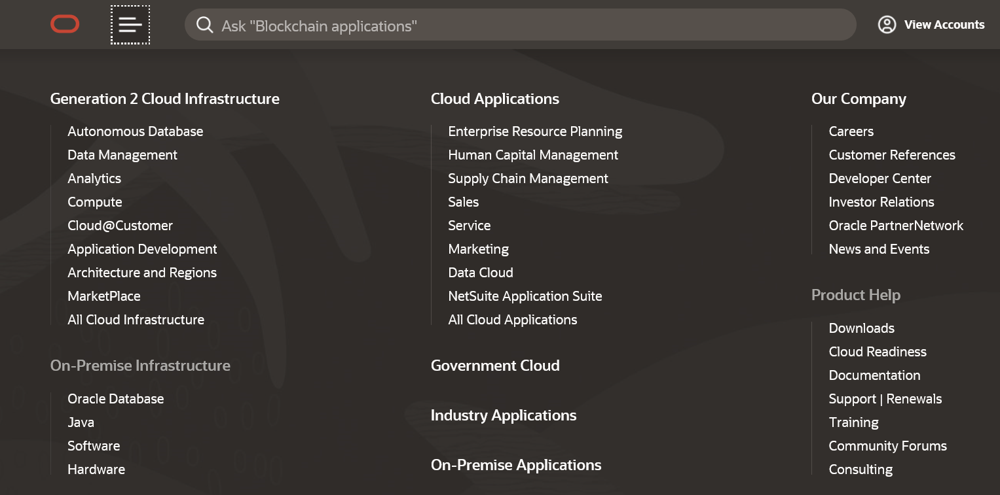 Ask "Blockchain applications"
View Accounts
Generation 2 Cloud Infrastructure
Autonomous Database
Data Management
Analytics
Compute
Cloud@Customer
Application Development
Architecture and Regions
MarketPlace
All Cloud Infrastructure
On-Premise Infrastructure
Oracle Database
Java
Software
Hardware
Cloud Applications
Enterprise Resource Planning
Human Capital Management
Supply Chain Management
Sales
Service
Marketing
Data Cloud
NetSuite Application Suite
All Cloud Applications
Government Cloud
Industry Applications
On-Premise Applications
Our Company
Careers
Customer References
Developer Center
Investor Relations
Oracle PartnerNetwork
News and Events
Product Help
Downloads
Cloud Readiness
Documentation
Support | Renewals
Training
Community Forums
Consulting